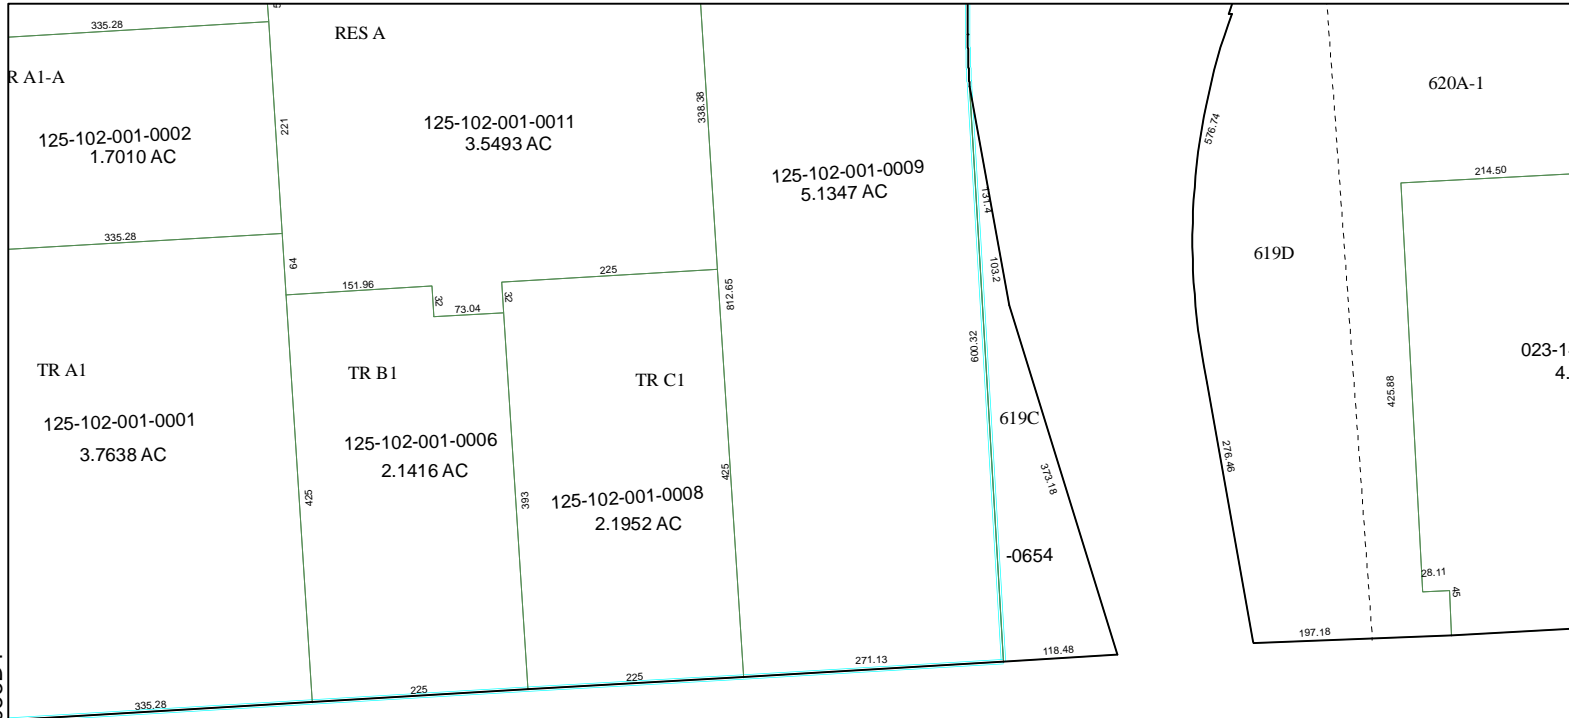 335.28
RES A
R A1-A
620A-1
125-102-001-0002
1.7010 AC
221
125-102-001-0011
3.5493 AC
338.38
576.74
125-102-001-0009
5.1347 AC
214.50
131.4
335.28
619D
64
103.2
225
151.96
32
32
73.04
812.65
600.32
023-1
4.
TR A1
TR B1
TR C1
425.88
125-102-001-0001
3.7638 AC
619C
125-102-001-0006
2.1416 AC
276.46
425
373.18
425
393
125-102-001-0008
2.1952 AC
-0654
28.11
45
197.18
118.48
271.13
225
225
335.28